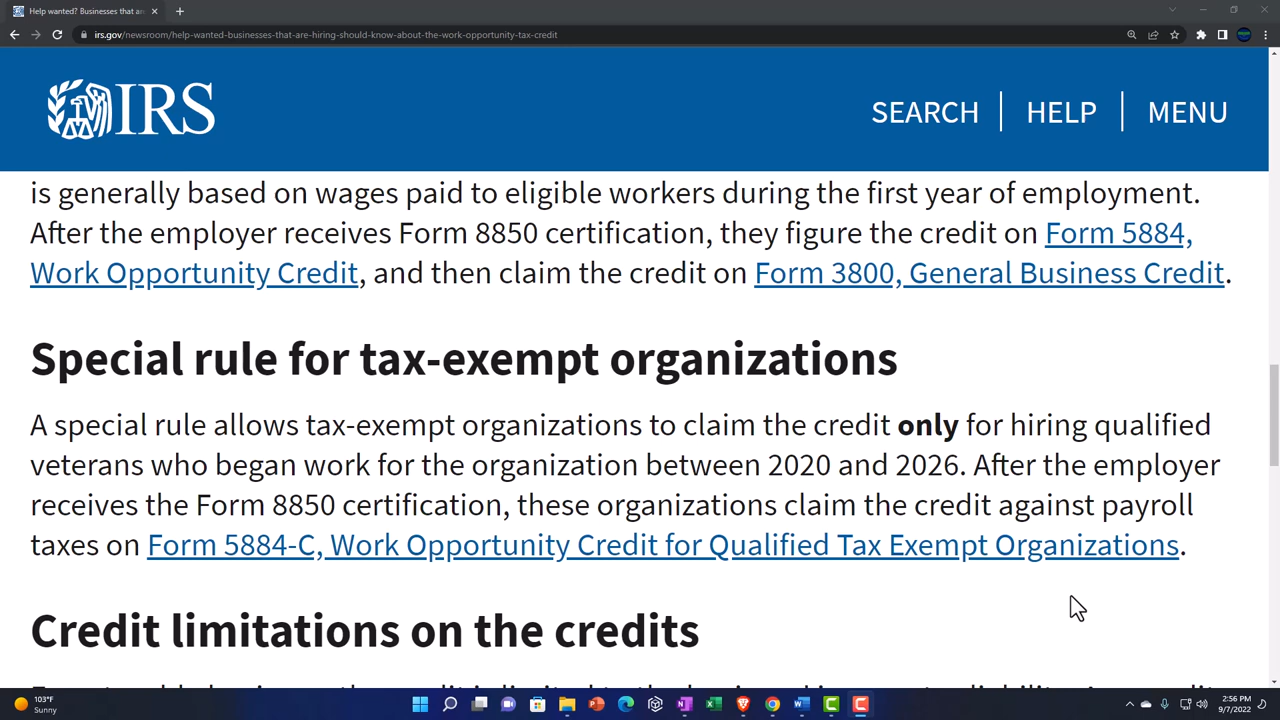 Help wanted? Businesses that are
irs.gov/newsroom/help-wanted-businesses-that-are-hiring-should-know-about-the-work-opportunity-tax-credit
IRS
SEARCH
HELP
MENU
is generally based on wages paid to eligible workers during the first year of employment.
After the employer receives Form 8850 certification, they figure the credit on Form 5884,
Work Opportunity Credit, and then claim the credit on Form 3800, General Business Credit.
Special rule for tax-exempt organizations
A special rule allows tax-exempt organizations to claim the credit only for hiring qualified
veterans who began work for the organization between 2020 and 2026. After the employer
receives the Form 8850 certification, these organizations claim the credit against payroll
taxes on Form 5884-C, Work Opportunity Credit for Qualified Tax Exempt Organizations.
Credit limitations on the credits
103°F
Sunny
2:56 PM
9/7/2022